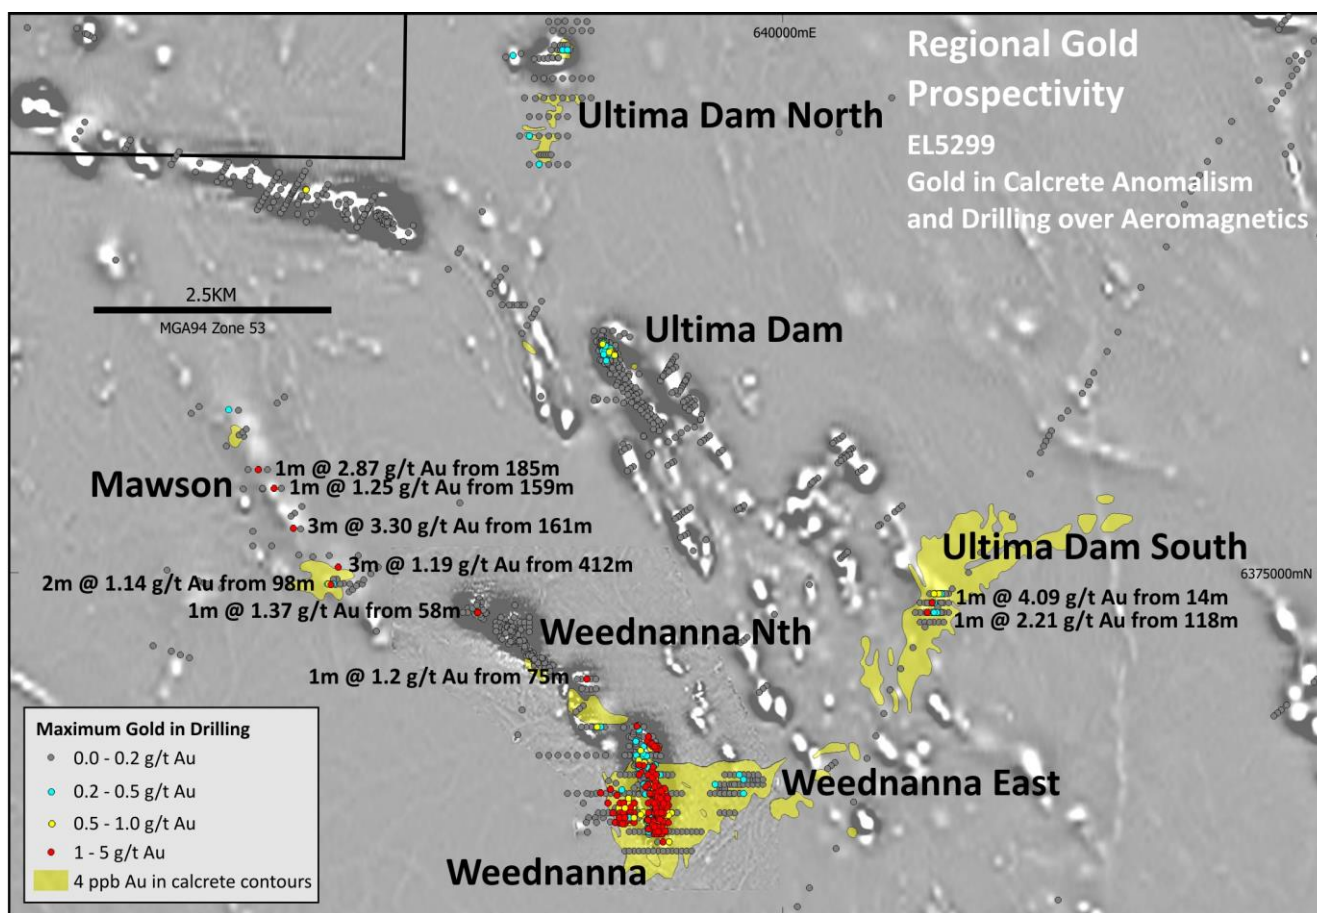 640000mE
Regional Gold
Prospectivity
EL5299
Gold in Calcrete Anomalism
and Drilling over Aeromagnetics
Ultima Dam North
2.5KM
MGA94 Zone 53
Ultima Dam
Mawson
1m @ 2.87 g/t Au from 185m
1m @ 1.25 g/t Au from 159m
3m @ 3.30 g/t Au from 161m
3m @ 1.19 g/t Au from 412m
2m @ 1.14 g/t Au from 98m
1m @ 1.37 g/t Au from 58m
Ultima Dam South
6375000mN
1m @ 4.09 g/t Au from 14m
1m @ 2.21 g/t Au from 118m
Weednanna Nth
1m @ 1.2 g/t Au from 75m
Weednanna East
Weednanna
Maximum Gold in Drilling
0.0 - 0.2 g/t Au
0.2 - 0.5 g/t Au
0.5 - 1.0 g/t Au
1 - 5 g/t Au
4 ppb Au in calcrete contours